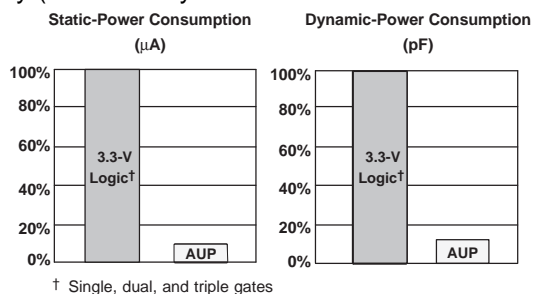 Static-Power Consumption
(µA)
100%
80%
60%
40%
20%
0%
3.3-V
Logic†
AUP
Dynamic-Power Consumption
(pF)
100%
80%
60%
40%
20%
0%
3.3-V
Logic†
AUP
† Single, dual, and triple gates